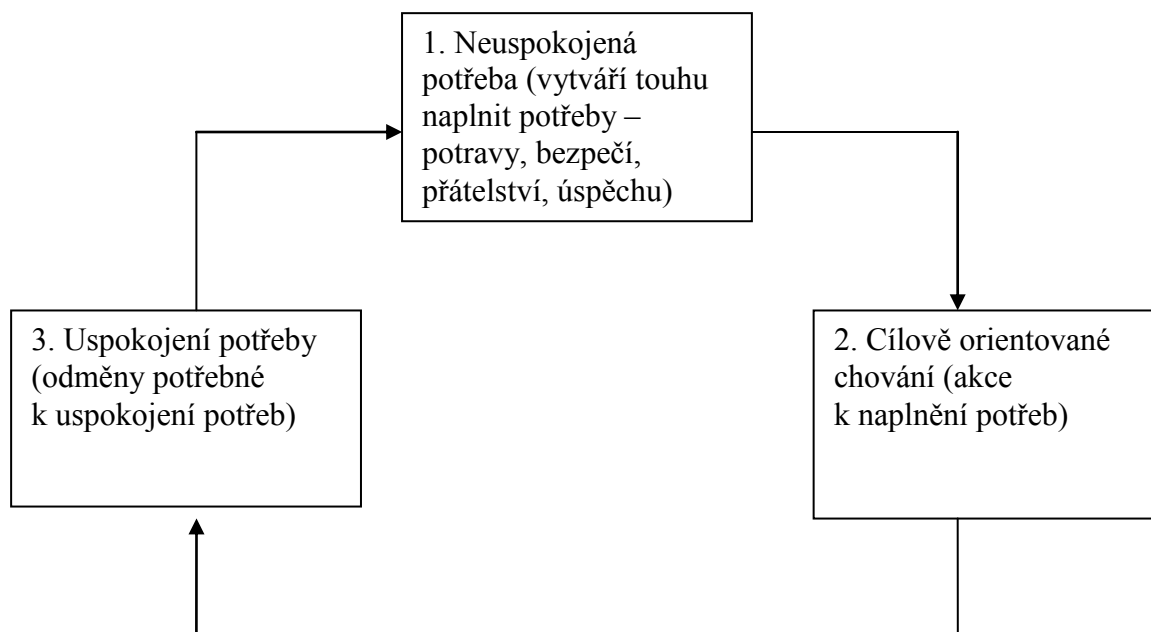 1. Neuspokojená
potřeba (vytváří touhu
naplnit potřeby –
potravy, bezpečí,
přátelství, úspěchu)
3. Uspokojení potřeby
(odměny potřebné
k uspokojení potřeb)
2. Cílově orientované
chování (akce
k naplnění potřeb)